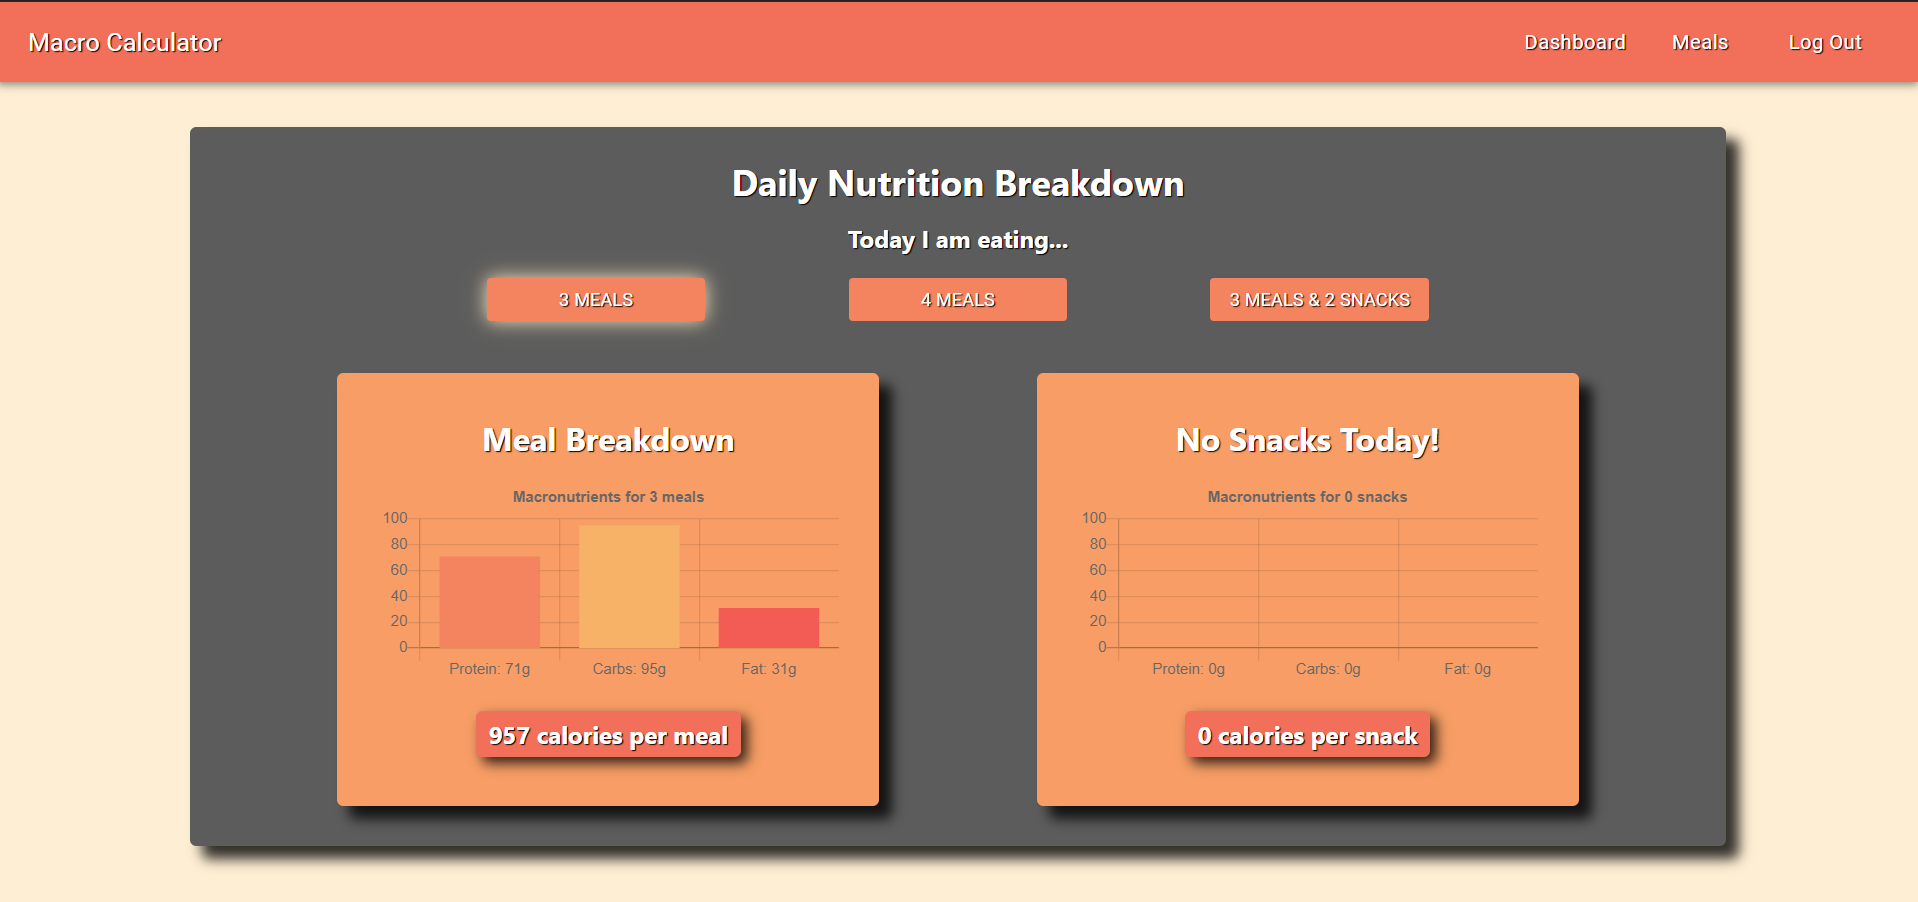 Macro Calculator
Dashboard Meals Log Out
Daily Nutrition Breakdown
Today I am eating...
3 MEALS
4 MEALS
3 MEALS & 2 SNACKS
Meal Breakdown
Macronutrients for 3 meals
100
80
60
40
20
0
Protein: 71g Carbs: 95g Fat: 31g
957 calories per meal
No Snacks Today!
Macronutrients for 0 snacks
100
80
60
40
20
0
Protein: 0g Carbs: 0g Fat: 0g
0 calories per snack